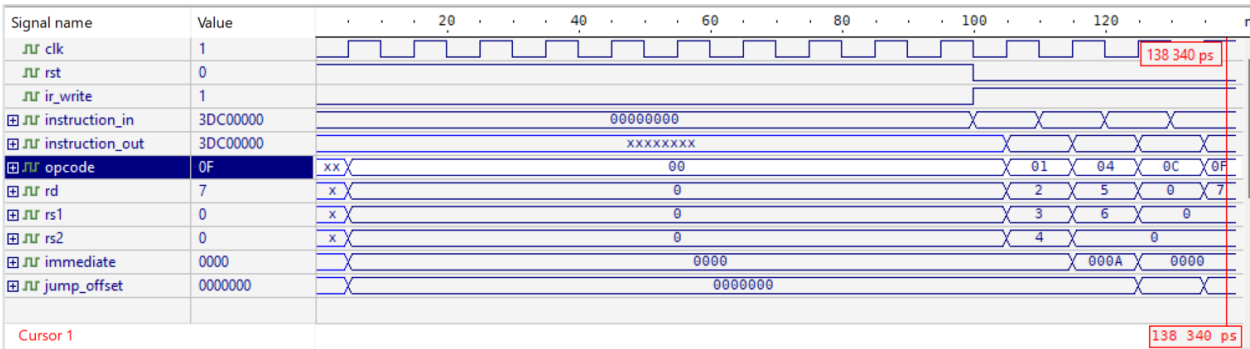 Signal name Value 20 40 60 80 100 120
clk 1 138 340 ps
rst 0
ir_write 1
instruction_in 3DC00000 00000000
instruction_out 3DC00000 xxxxxxxx
opcode 0F xx 00 01 04 0C 0F
rd 7 x 0 2 5 0 7
rs1 0 x 0 3 6 0
rs2 0 x 0 4 0
immediate 0000 0000 000A 0000
jump_offset 0000000 0000000
Cursor 1 138 340 ps